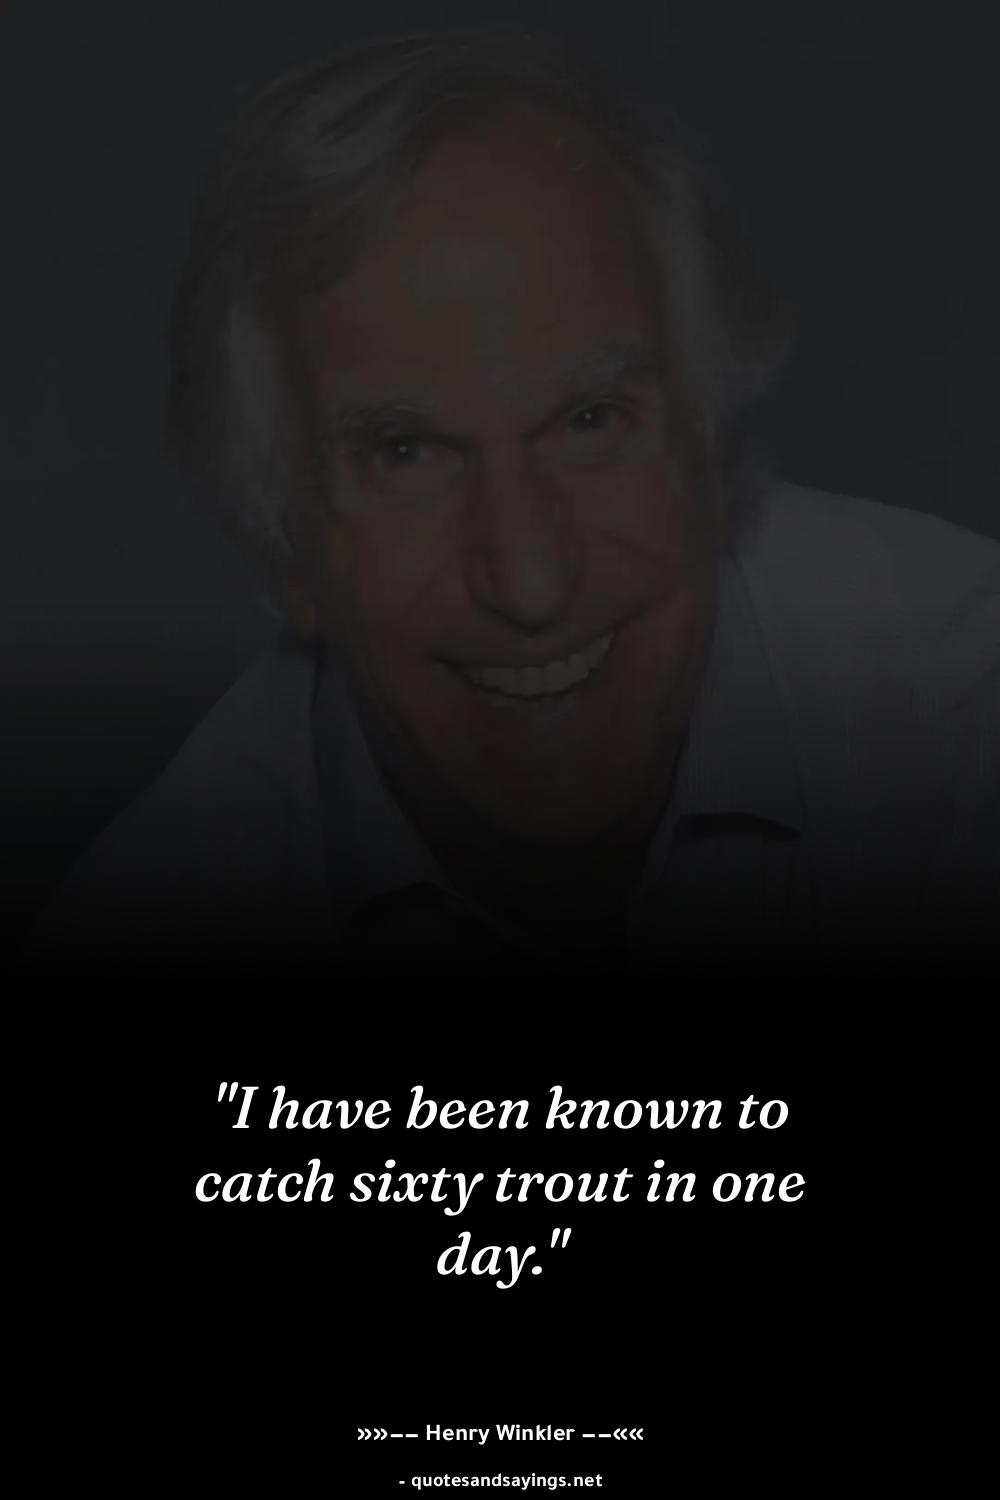 "I have been known to
catch sixty trout in one
day."
»»−− Henry Winkler −−««
- quotesandsayings.net